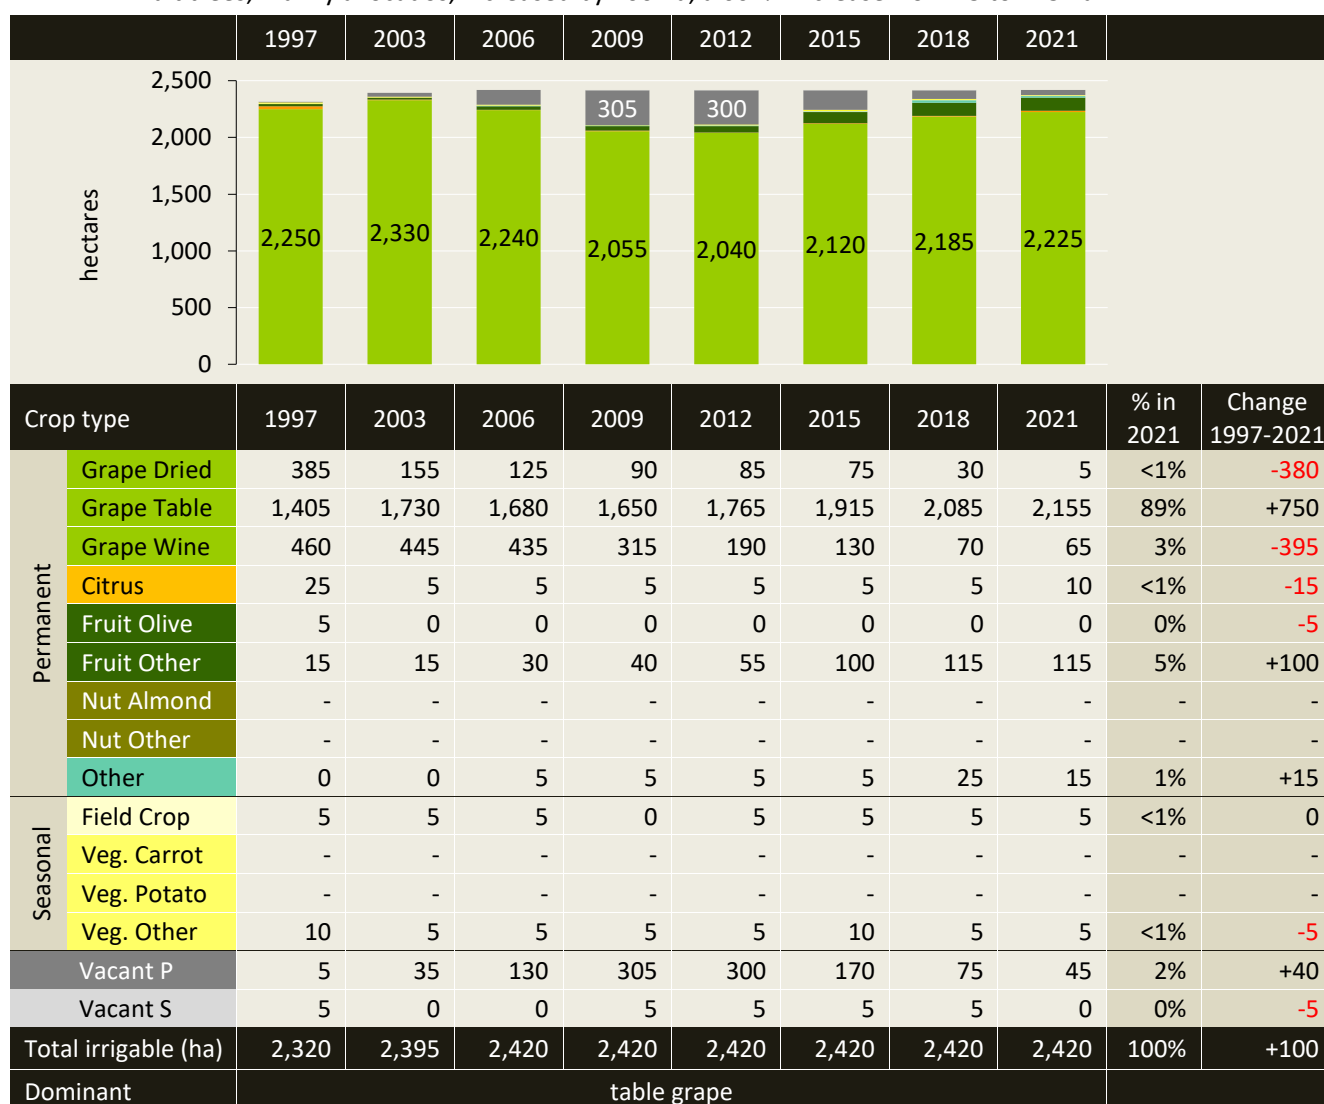 1997 2003 2006 2009 2012 2015 2018 2021
2,500
2,000
1,500
1,000
500
0
hectares
305 300
2,250 2,330 2,240 2,055 2,040 2,120 2,185 2,225
Crop type 1997 2003 2006 2009 2012 2015 2018 2021 % in 2021 Change 1997-2021
Permanent
Grape Dried 385 155 125 90 85 75 30 5 <1% -380
Grape Table 1,405 1,730 1,680 1,650 1,765 1,915 2,085 2,155 89% +750
Grape Wine 460 445 435 315 190 130 70 65 3% -395
Citrus 25 5 5 5 5 5 5 10 <1% -15
Fruit Olive 5 0 0 0 0 0 0 0 0% -5
Fruit Other 15 15 30 40 55 100 115 115 5% +100
Nut Almond - - - - - - - - - -
Nut Other - - - - - - - - - -
Other 0 0 5 5 5 5 25 15 1% +15
Seasonal
Field Crop 5 5 5 0 5 5 5 5 <1% 0
Veg. Carrot - - - - - - - - - -
Veg. Potato - - - - - - - - - -
Veg. Other 10 5 5 5 5 10 5 5 <1% -5
Vacant P 5 35 130 305 300 170 75 45 2% +40
Vacant S 5 0 0 5 5 5 5 0 0% -5
Total irrigable (ha) 2,320 2,395 2,420 2,420 2,420 2,420 2,420 2,420 100% +100
Dominant table grape